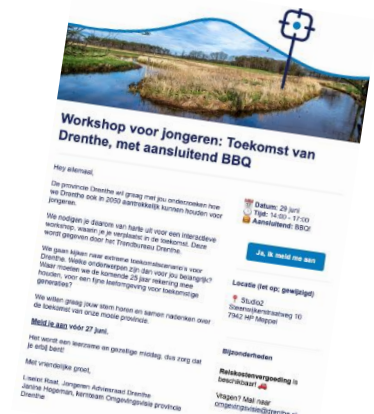 Workshop voor jongeren: Toekomst van
Drenthe, met aansluitend BBQ
Hey allemaal,
De provincie Drenthe wil graag met jou onderzoeken hoe
we Drenthe ook in 2050 aantrekkelijk kunnen houden voor
jongeren.
We nodigen je daarom van harte uit voor een interactieve
workshop, waarin je je verplaatst in de toekomst. Deze
wordt gegeven door het Trendbureau Drenthe.
We gaan kijken naar extreme toekomstscenario's voor
Drenthe. Welke onderwerpen zijn dan voor jou belangrijk?
Waar moeten we de komende 25 jaar rekening mee
houden, voor een fijne leefomgeving voor toekomstige
generaties?
We willen graag jouw stem horen en samen nadenken over
de toekomst van onze mooie provincie.
Meld je aan vóór 27 juni.
Het wordt een leerzame en gezellige middag, dus zorg dat
je erbij bent!
Met vriendelijke groet,
Liselot Raat, Jongeren Adviesraad Drenthe
Janine Hogeman, kernteam Omgevingsvisie provincie
Drenthe
Datum: 29 juni
Tijd: 14:00 - 17:00
Aansluitend: BBQ!
Ja, ik meld me aan
Locatie (let op: gewijzigd)
Studio2
Steenwijkerstraatweg 10
7942 HP Meppel
Bijzonderheden
Reiskostenvergoeding is
beschikbaar!
Vragen? Mail naar
omgevingsvisie@drenthe